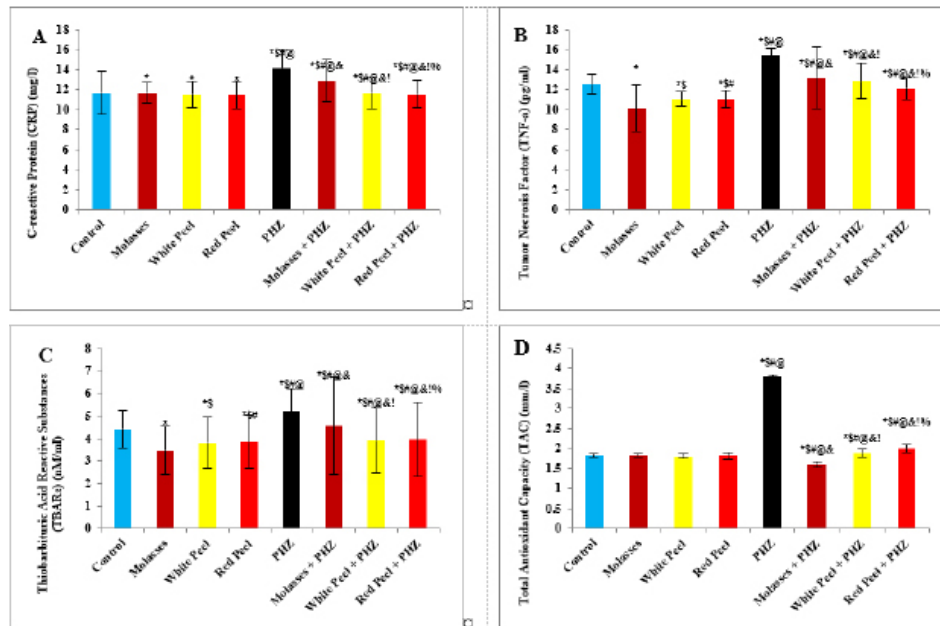 A
C-reactive Protein (CRP) (mg/l)
18
16
14
12
10
8
6
4
2
0
*
*
*
*$#@
*$#@&
*$#@&!
*$#@&!%
Control
Molasses
White Peel
Red Peel
PHZ
Molasses + PHZ
White Peel + PHZ
Red Peel + PHZ
B
Tumor Necrosis Factor (TNF-α) (pg/ml)
18
16
14
12
10
8
6
4
2
0
*
*$
*$#
*$#@
*$#@&
*$#@&!
*$#@&!%
Control
Molasses
White Peel
Red Peel
PHZ
Molasses + PHZ
White Peel + PHZ
Red Peel + PHZ
C
Thiobarbituric Acid Reactive Substances
(TBARs) (nM/ml)
8
7
6
5
4
3
2
1
0
*
*$
*$#
*$#@
*$#@&
*$#@&!
*$#@&!%
Control
Molasses
White Peel
Red Peel
PHZ
Molasses + PHZ
White Peel + PHZ
Red Peel + PHZ
D
Total Antioxidant Capacity (TAC) (mm/l)
4.5
4
3.5
3
2.5
2
1.5
1
0.5
0
*$#@
*$#@&
*$#@&!
*$#@&!%
Control
Molasses
White Peel
Red Peel
PHZ
Molasses + PHZ
White Peel + PHZ
Red Peel + PHZ